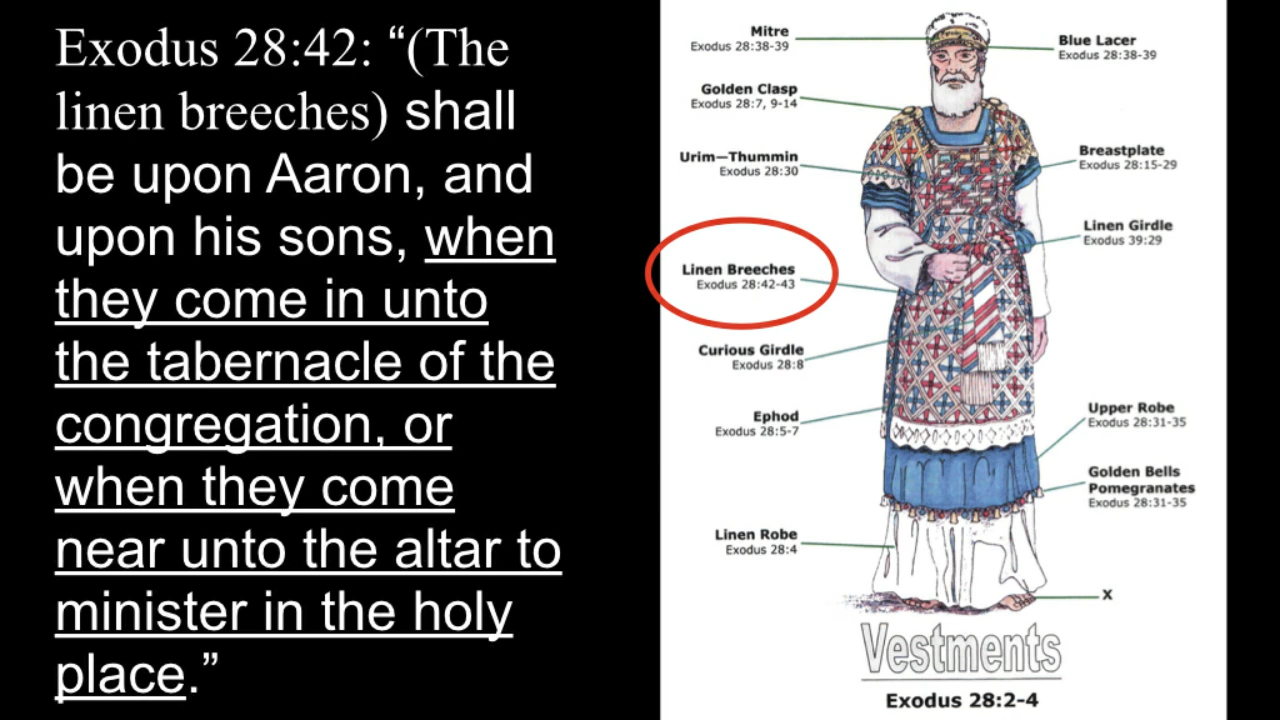 Exodus 28:42: “(The
linen breeches) shall
be upon Aaron, and
upon his sons, when
they come in unto
the tabernacle of the
congregation, or
when they come
near unto the altar to
minister in the holy
place.”
Mitre
Exodus 28:38-39
Blue Lacer
Exodus 28:38-39
Golden Clasp
Exodus 28:7, 9-14
Urim—Thummin
Exodus 28:30
Breastplate
Exodus 28:15-29
Linen Girdle
Exodus 39:29
Linen Breeches
Exodus 28:42-43
Curious Girdle
Exodus 28:8
Ephod
Exodus 28:5-7
Upper Robe
Exodus 28:31-35
Golden Bells
Pomegranates
Exodus 28:31-35
Linen Robe
Exodus 28:4
X
Vestments
Exodus 28:2-4